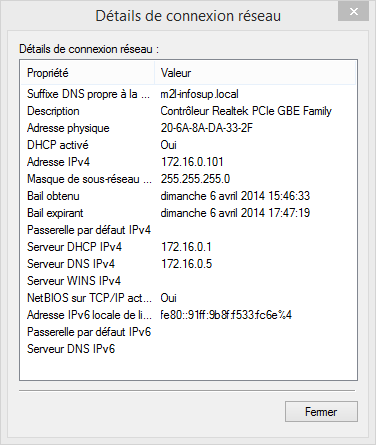 Détails de connexion réseau
Détails de connexion réseau :
Propriété Valeur
Suffixe DNS propre à la ... m2l-infosup.local
Description Contrôleur Realtek PCIe GBE Family
Adresse physique 20-6A-8A-DA-33-2F
DHCP activé Oui
Adresse IPv4 172.16.0.101
Masque de sous-réseau ... 255.255.255.0
Bail obtenu dimanche 6 avril 2014 15:46:33
Bail expirant dimanche 6 avril 2014 17:47:19
Passerelle par défaut IPv4
Serveur DHCP IPv4 172.16.0.1
Serveur DNS IPv4 172.16.0.5
Serveur WINS IPv4
NetBIOS sur TCP/IP act... Oui
Adresse IPv6 locale de li... fe80::91ff:9b8f:f533:fc6e%4
Passerelle par défaut IPv6
Serveur DNS IPv6
Fermer